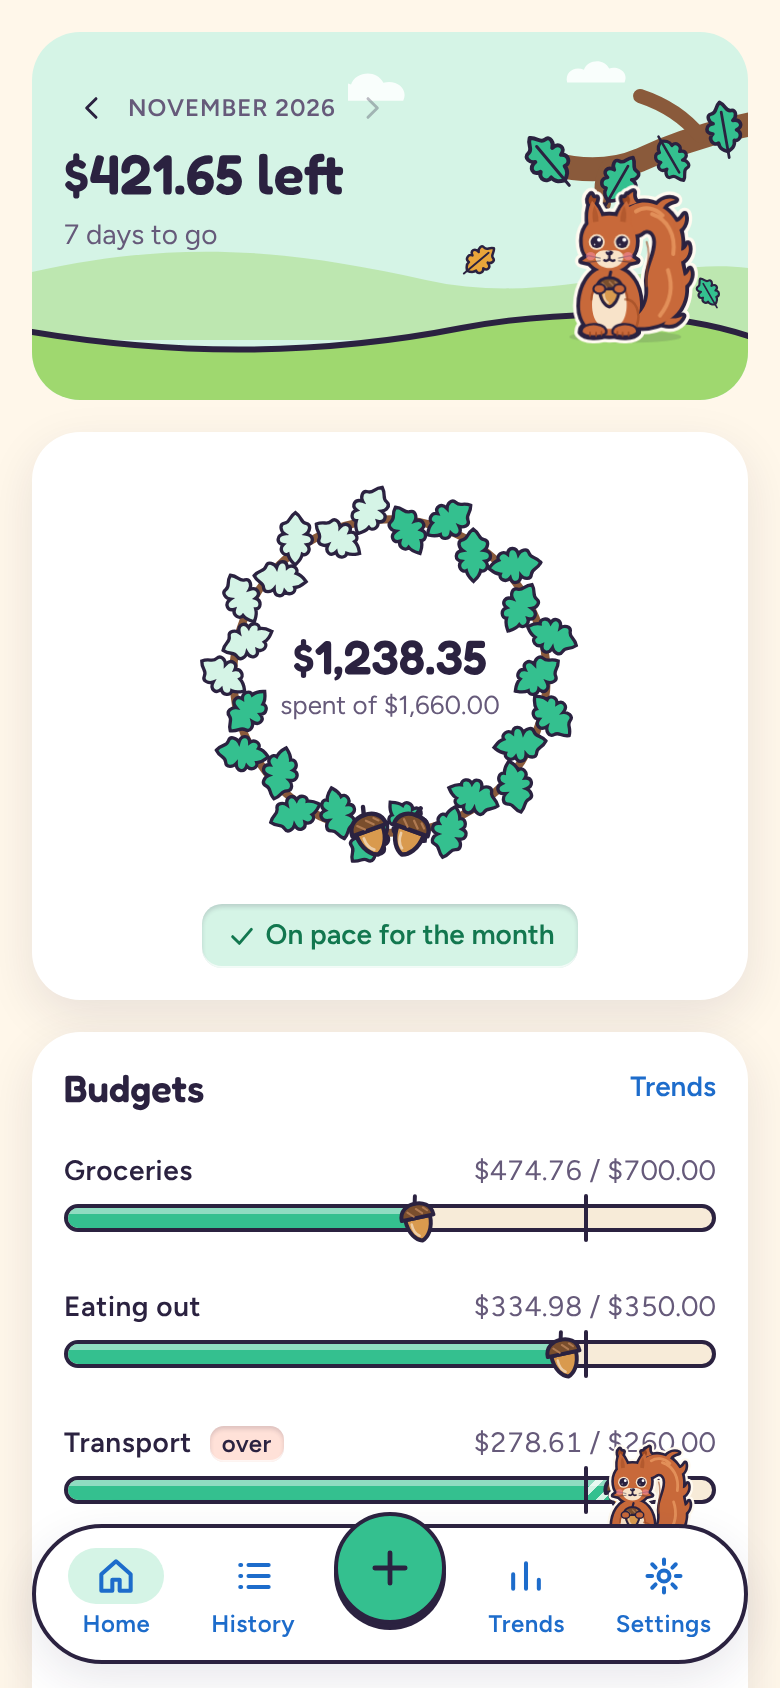 NOVEMBER 2026
$421.65 left
7 days to go
$1,238.35
spent of $1,660.00
On pace for the month
Budgets
Trends
Groceries
$474.76 / $700.00
Eating out
$334.98 / $350.00
Transport over
$278.61 / $260.00
Home
History
Trends
Settings